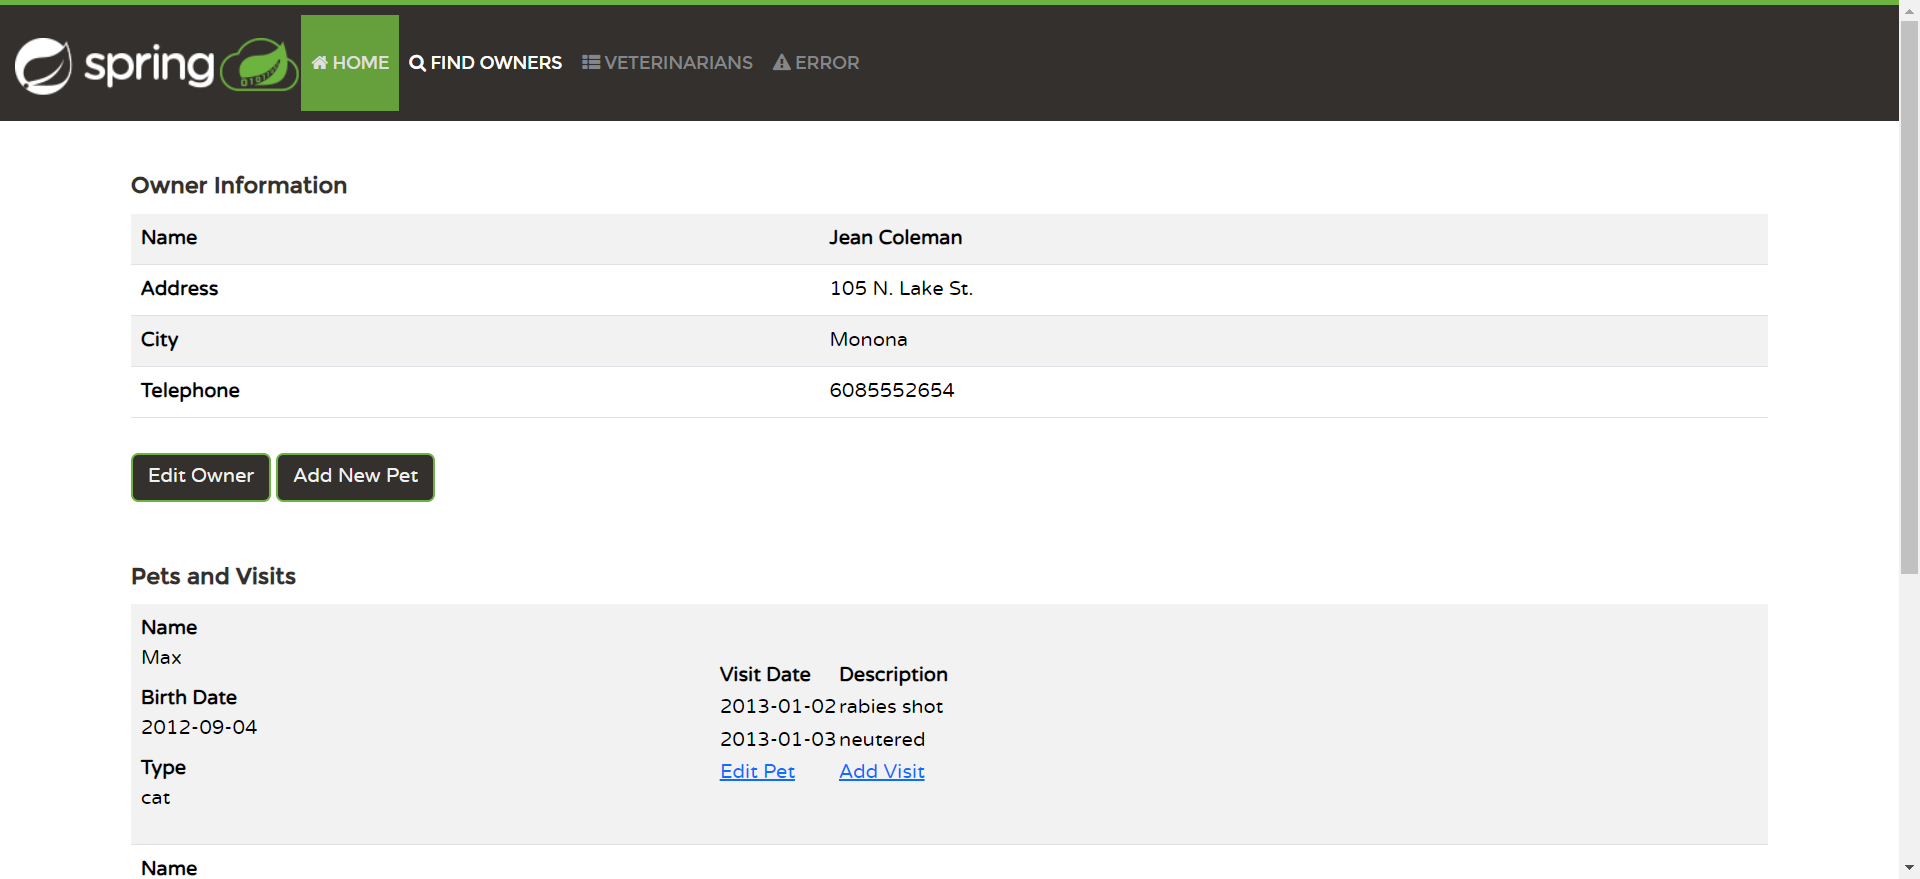 spring HOME FIND OWNERS VETERINARIANS ERROR
Owner Information
Name Jean Coleman
Address 105 N. Lake St.
City Monona
Telephone 6085552654
Edit Owner Add New Pet
Pets and Visits
Name
Max
Birth Date
2012-09-04
Type
cat
Visit Date Description
2013-01-02 rabies shot
2013-01-03 neutered
Edit Pet Add Visit
Name